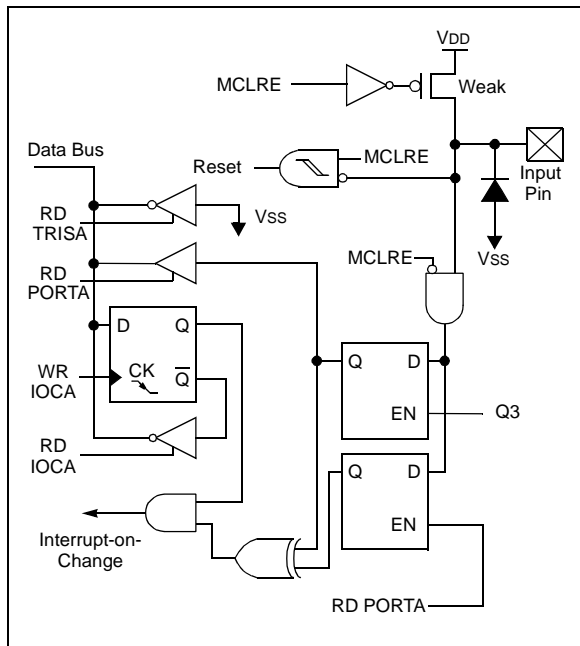 VDD
MCLRE
Weak
Data Bus
Reset
MCLRE
Input
Pin
RD
TRISA
VSS
VSS
RD
PORTA
MCLRE
D
Q
WR
IOCA
CK
Q
Q
D
EN
Q3
RD
IOCA
Q
D
EN
Interrupt-on-
Change
RD PORTA